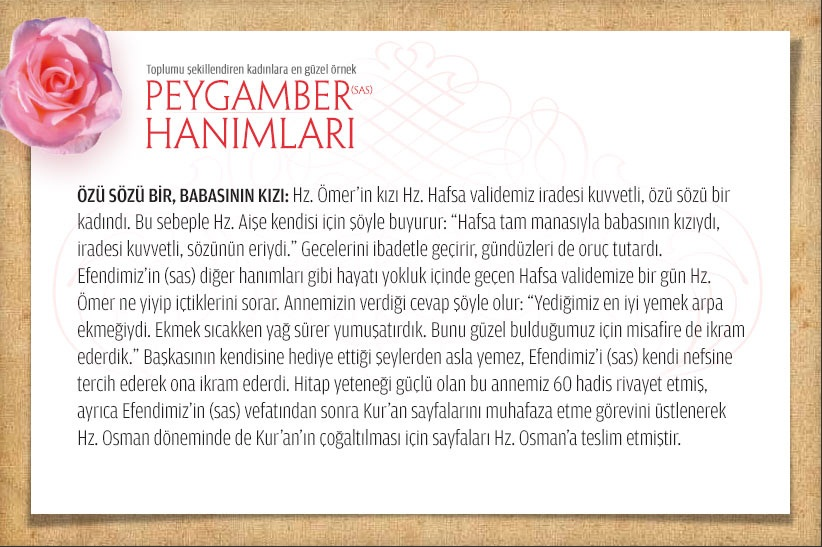 Toplumu şekillendiren kadınlara en güzel örnek
PEYGAMBER (SAS)
HANIMLARI
ÖZÜ SÖZÜ BİR, BABASININ KIZI: Hz. Ömer’in kızı Hz. Hafsa validemiz iradesi kuvvetli, özü sözü bir
kadındı. Bu sebeple Hz. Aişe kendisi için şöyle buyurur: “Hafsa tam manasıyla babasının kızıydı,
iradesi kuvvetli, sözünün eriydi.” Gecelerini ibadetle geçirir, gündüzleri de oruç tutardı.
Efendimiz’in (sas) diğer hanımları gibi hayatı yokluk içinde geçen Hafsa validemize bir gün Hz.
Ömer ne yiyip içtiklerini sorar. Annemizin verdiği cevap şöyle olur: “Yediğimiz en iyi yemek arpa
ekmeğiydi. Ekmek sıcakken yağ sürer yumuşatırdık. Bunu güzel bulduğumuz için misafire de ikram
ederdik.” Başkasının kendisine hediye ettiği şeylerden asla yemez, Efendimiz’i (sas) kendi nefsine
tercih ederek ona ikram ederdi. Hitap yeteneği güçlü olan bu annemiz 60 hadis rivayet etmiş,
ayrıca Efendimiz’in (sas) vefatından sonra Kur’an sayfalarını muhafaza etme görevini üstlenerek
Hz. Osman döneminde de Kur’an’ın çoğaltılması için sayfaları Hz. Osman’a teslim etmiştir.